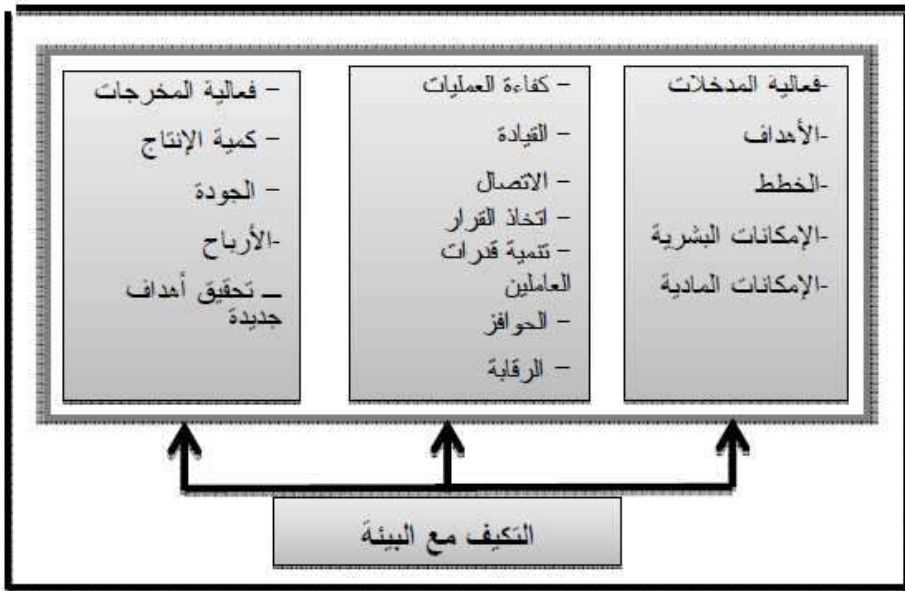 -فعالية المدخلات
-الأهداف
-الخطط
-الإمكانات البشرية
-الإمكانات المادية
- كفاءة العمليات
- القيادة
- الاتصال
- اتخاذ القرار
- تنمية قدرات
العاملين
- الحوافز
- الرقابة
- فعالية المخرجات
- كمية الإنتاج
- الجودة
-الأرباح
– تحقيق أهداف
جديدة
التكيف مع البيئة